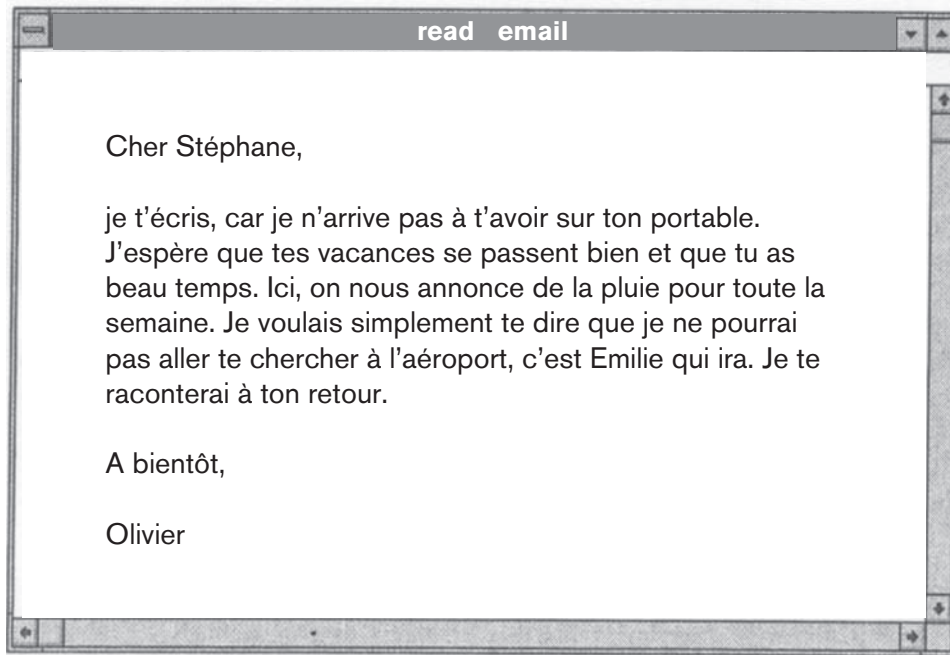 read email
Cher Stéphane,
je t'écris, car je n'arrive pas à t'avoir sur ton portable.
J'espère que tes vacances se passent bien et que tu as
beau temps. Ici, on nous annonce de la pluie pour toute la
semaine. Je voulais simplement te dire que je ne pourrai
pas aller te chercher à l'aéroport, c'est Emilie qui ira. Je te
raconterai à ton retour.
A bientôt,
Olivier